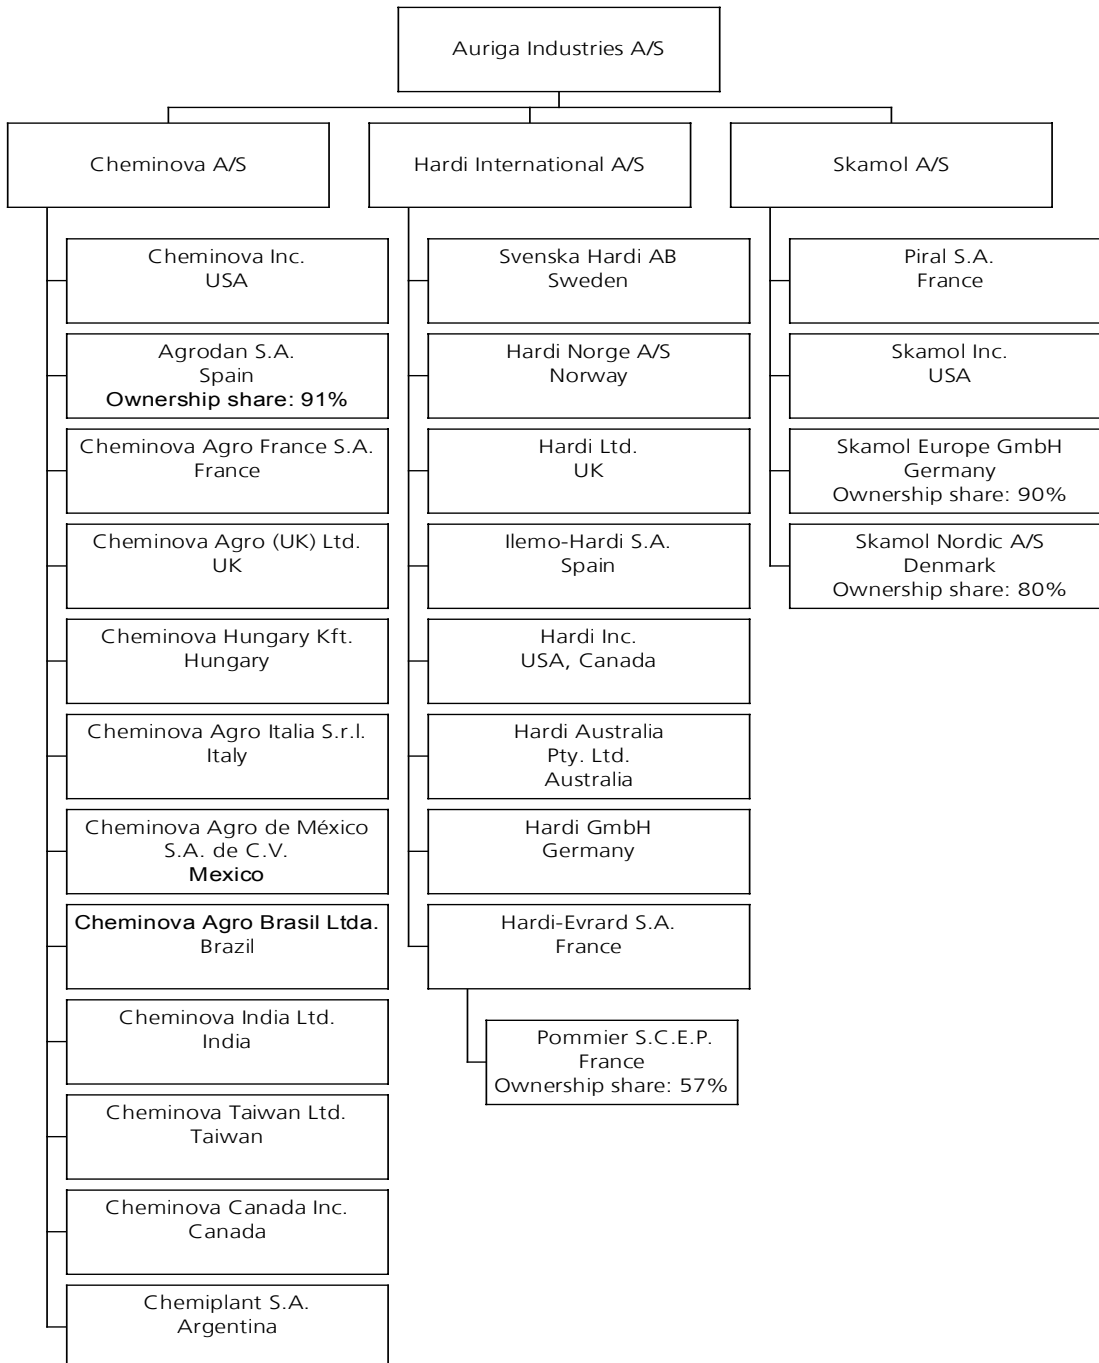 Auriga Industries A/S
Cheminova A/S
Hardi International A/S
Skamol A/S
Cheminova Inc.
USA
Agrodan S.A.
Spain
Ownership share: 91%
Cheminova Agro France S.A.
France
Cheminova Agro (UK) Ltd.
UK
Cheminova Hungary Kft.
Hungary
Cheminova Agro Italia S.r.l.
Italy
Cheminova Agro de México
S.A. de C.V.
Mexico
Cheminova Agro Brasil Ltda.
Brazil
Cheminova India Ltd.
India
Cheminova Taiwan Ltd.
Taiwan
Cheminova Canada Inc.
Canada
Chemiplant S.A.
Argentina
Svenska Hardi AB
Sweden
Hardi Norge A/S
Norway
Hardi Ltd.
UK
Ilemo-Hardi S.A.
Spain
Hardi Inc.
USA, Canada
Hardi Australia
Pty. Ltd.
Australia
Hardi GmbH
Germany
Hardi-Evrard S.A.
France
Pommier S.C.E.P.
France
Ownership share: 57%
Piral S.A.
France
Skamol Inc.
USA
Skamol Europe GmbH
Germany
Ownership share: 90%
Skamol Nordic A/S
Denmark
Ownership share: 80%